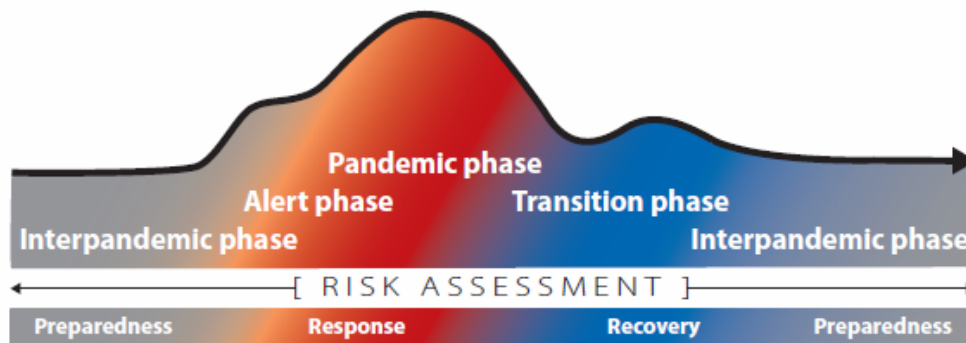 Pandemic phase
Alert phase
Transition phase
Interpandemic phase
Interpandemic phase
[ RISK ASSESSMENT ]
Preparedness
Response
Recovery
Preparedness